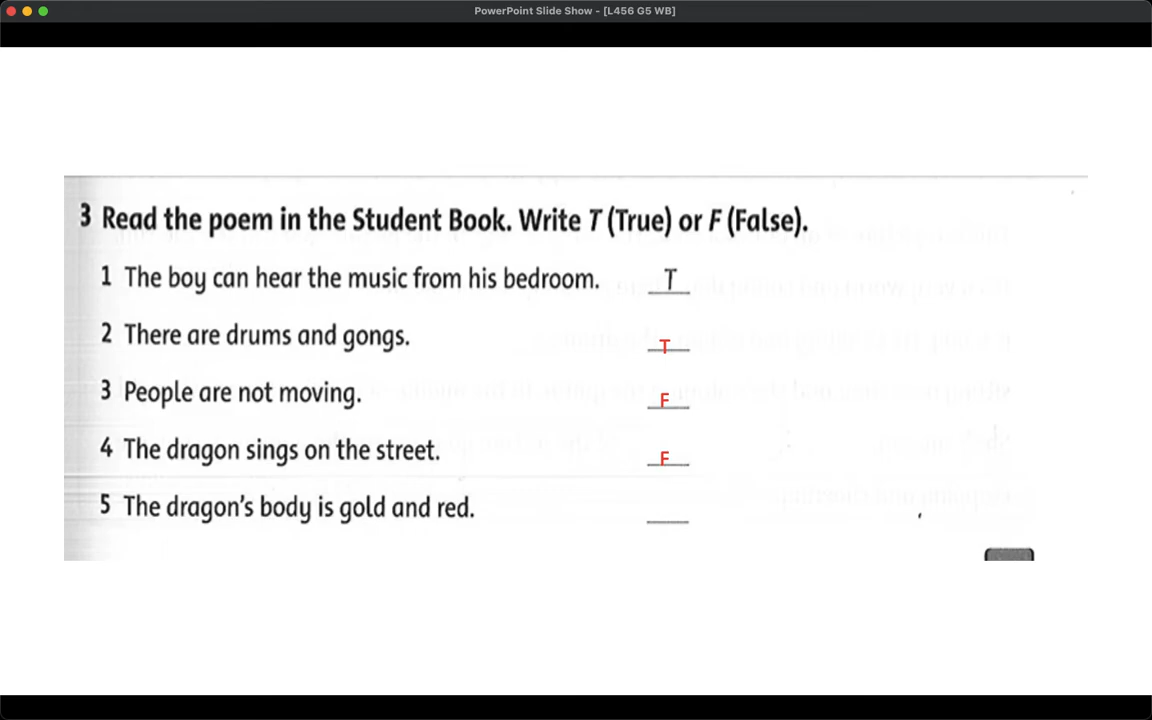 PowerPoint Slide Show - [L456 G5 WB]
3 Read the poem in the Student Book. Write T (True) or F (False).
1 The boy can hear the music from his bedroom. T
2 There are drums and gongs. T
3 People are not moving. F
4 The dragon sings on the street. F
5 The dragon's body is gold and red.